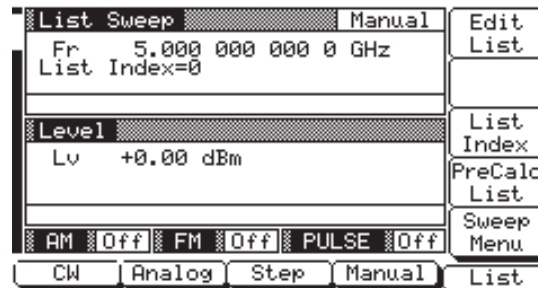 List Sweep Manual
Fr 5.000 000 000 0 GHz
List Index=0
Level
Lv +0.00 dBm
AM Off FM Off PULSE Off
CW Analog Step Manual List
Edit
List
List
Index
PreCalc
List
Sweep
Menu